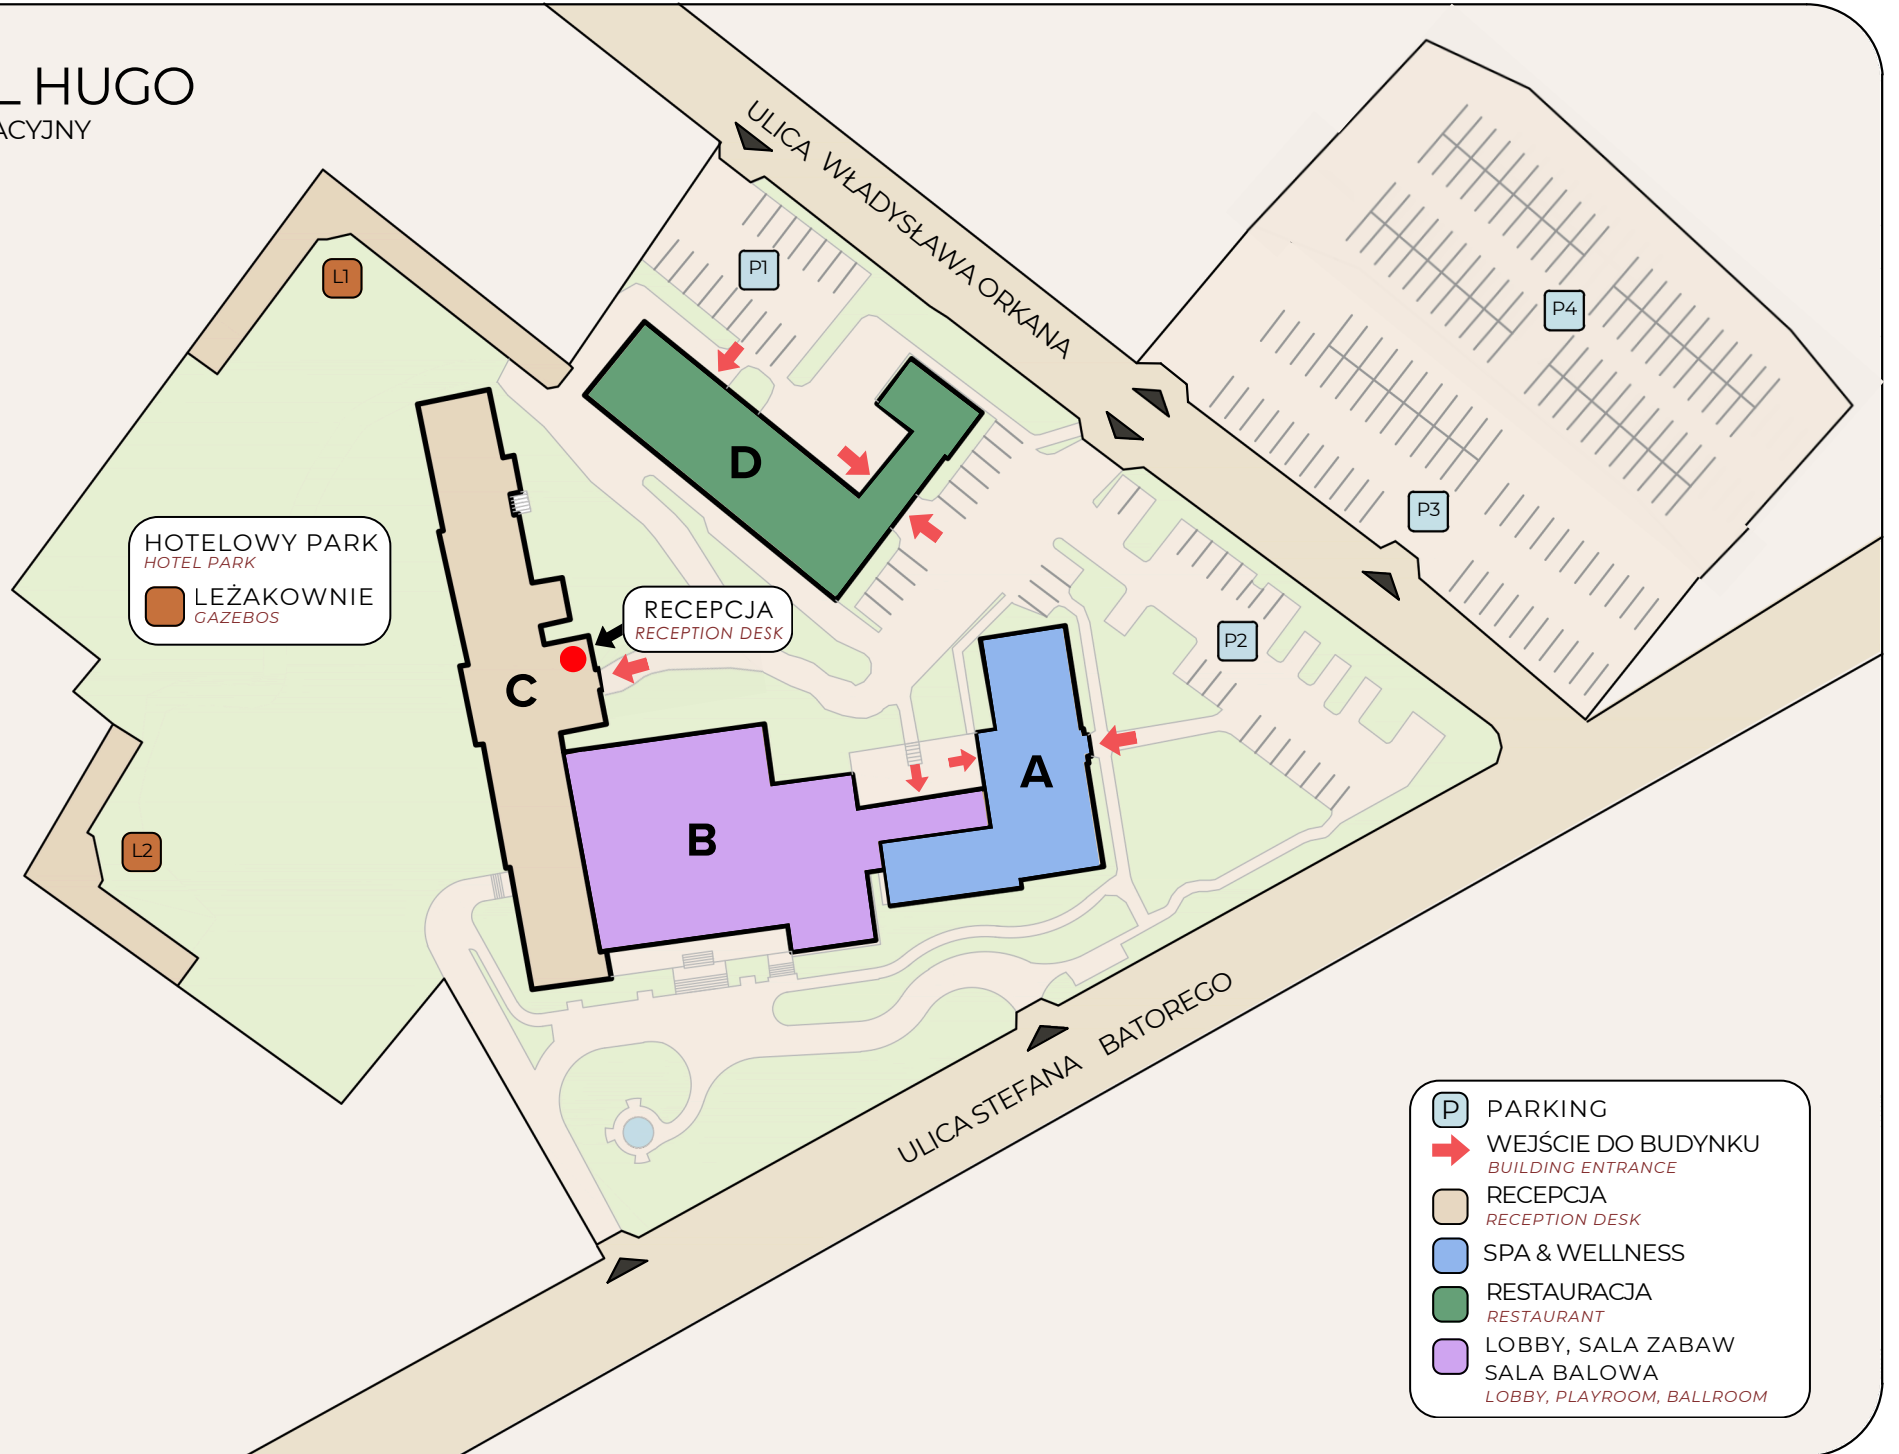 L HUGO
ACYJNY
ULICA WŁADYSŁAWA ORKANA
P1
L1
P4
P3
D
HOTELOWY PARK
HOTEL PARK
LEŻAKOWNIE
GAZEBOS
RECEPCJA
RECEPTION DESK
P2
C
A
B
L2
ULICA STEFANA BATOREGO
P PARKING
WEJŚCIE DO BUDYNKU
BUILDING ENTRANCE
RECEPCJA
RECEPTION DESK
SPA & WELLNESS
RESTAURACJA
RESTAURANT
LOBBY, SALA ZABAW
SALA BALOWA
LOBBY, PLAYROOM, BALLROOM